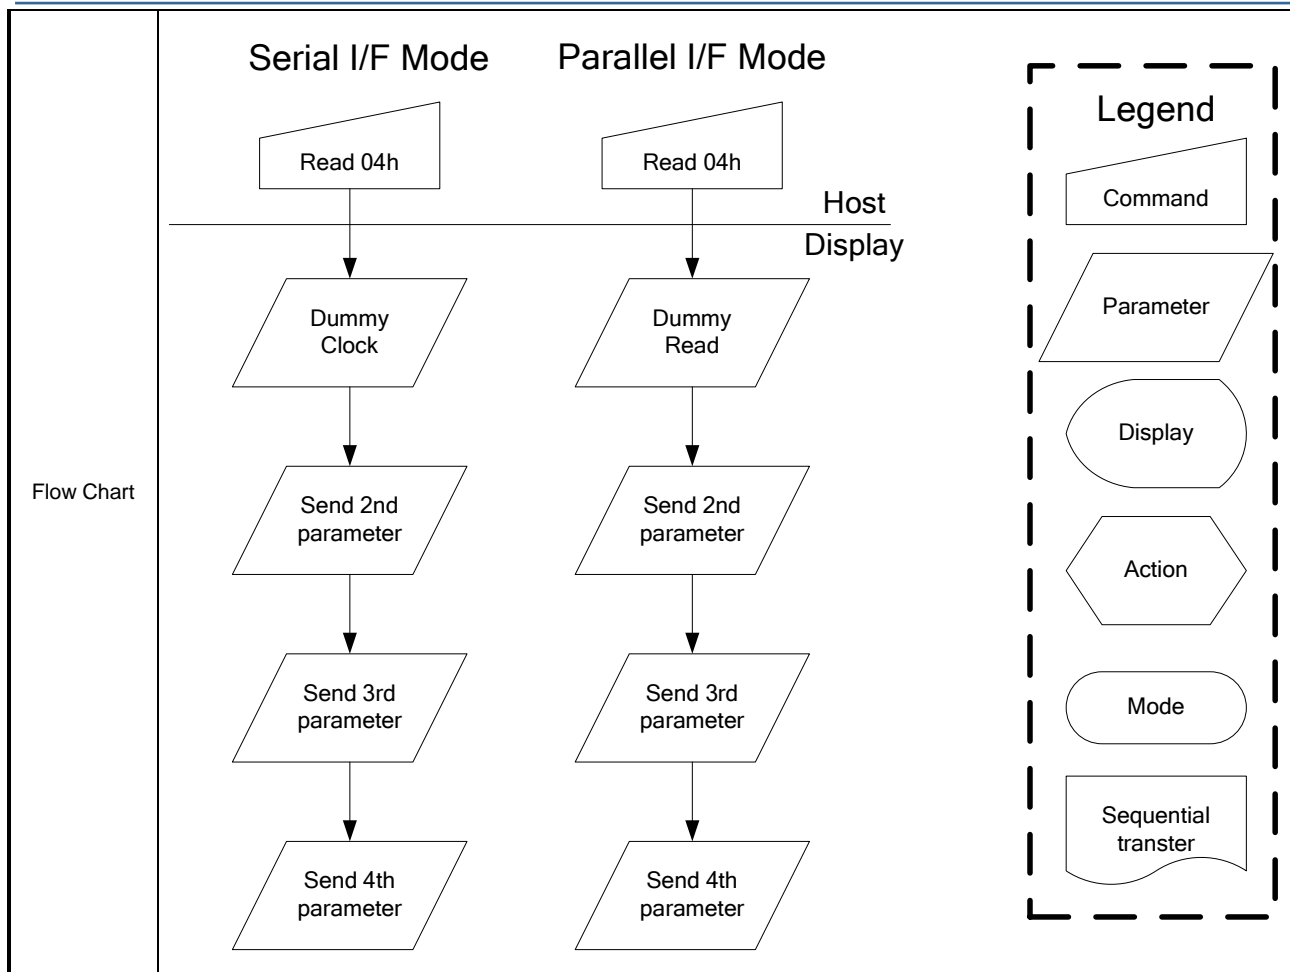 Flow Chart
Serial I/F Mode
Read 04h
Dummy
Clock
Send 2nd
parameter
Send 3rd
parameter
Send 4th
parameter
Parallel I/F Mode
Read 04h
Host
Display
Dummy
Read
Send 2nd
parameter
Send 3rd
parameter
Send 4th
parameter
Legend
Command
Parameter
Display
Action
Mode
Sequential
transter